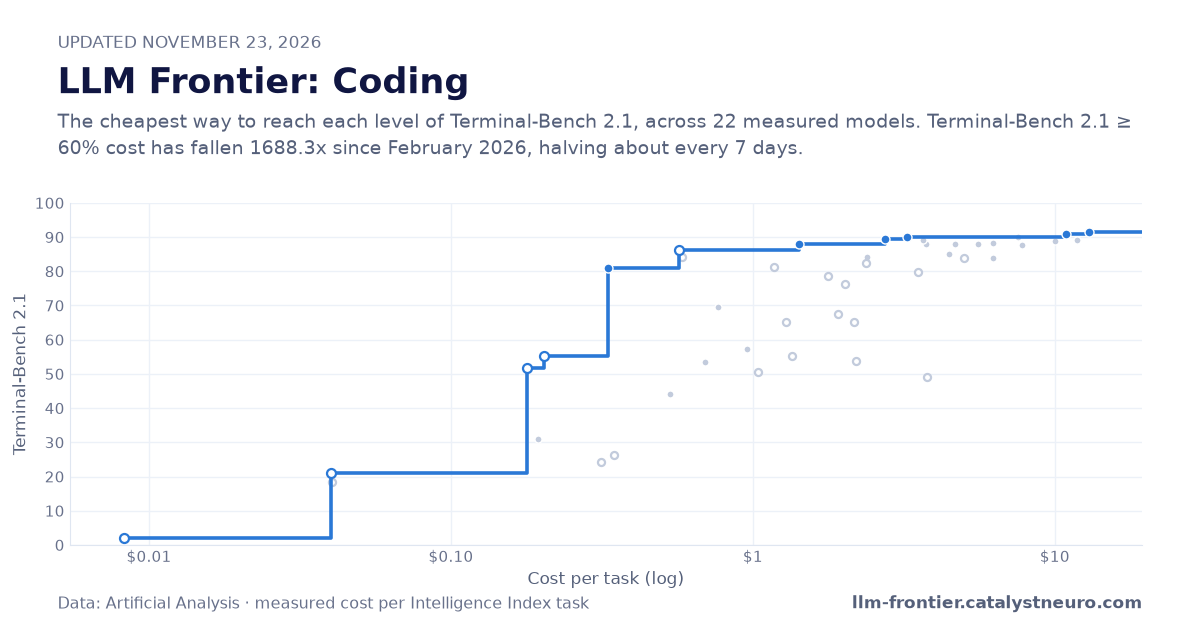 UPDATED NOVEMBER 23, 2026
LLM Frontier: Coding
The cheapest way to reach each level of Terminal-Bench 2.1, across 22 measured models. Terminal-Bench 2.1 ≥
60% cost has fallen 1688.3x since February 2026, halving about every 7 days.
100
90
80
70
60
50
40
30
20
10
0
Terminal-Bench 2.1
$0.01
$0.10
$1
$10
Cost per task (log)
Data: Artificial Analysis · measured cost per Intelligence Index task
llm-frontier.catalystneuro.com